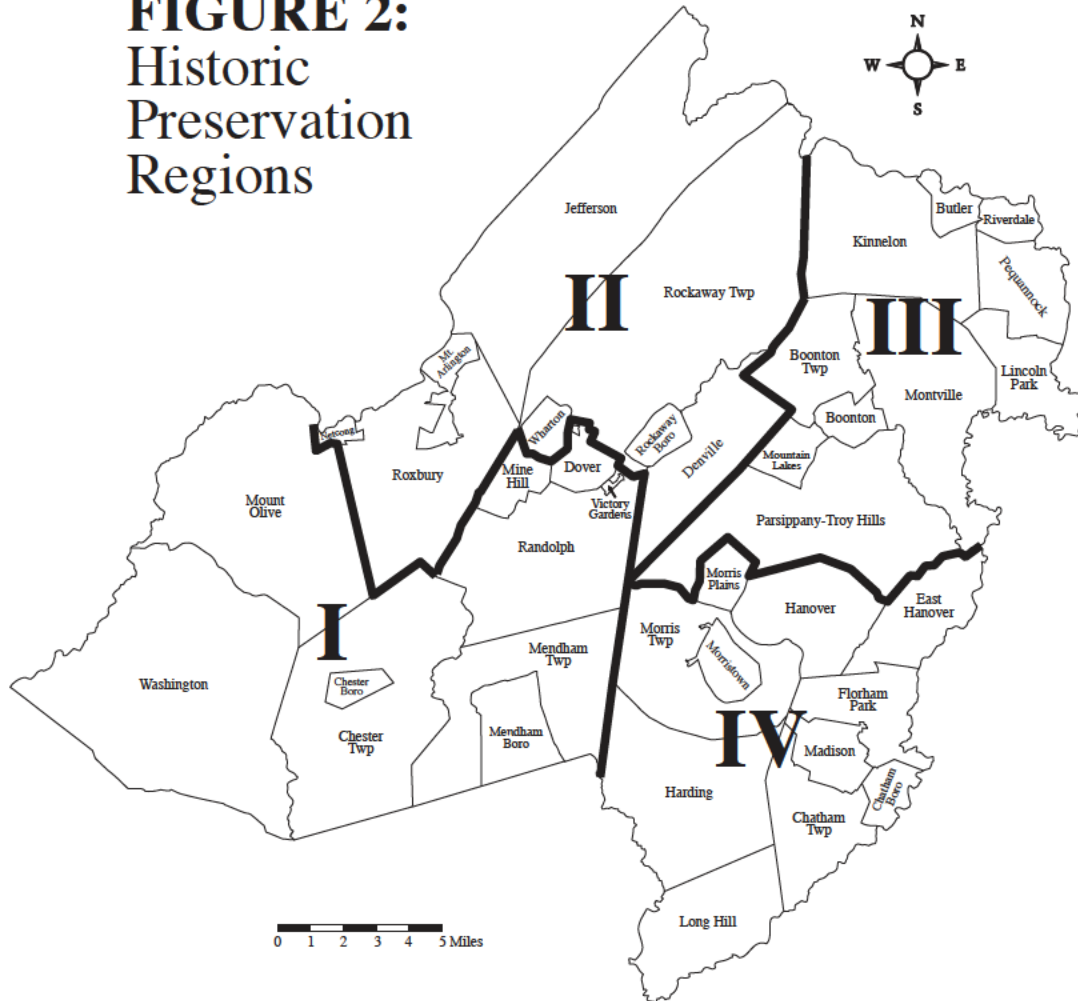 FIGURE 2:
Historic
Preservation
Regions
N
W E
S
Jefferson
Butler
Riverdale
Kinnelon
Pequannock
II
Rockaway Twp
III
Mt.
Arlington
Boonton
Twp
Lincoln
Park
Montville
Netcong
Wharton
Rockaway
Boro
Boonton
Denville
Mountain
Lakes
Roxbury
Mine
Hill
Dover
Victory
Gardens
Mount
Olive
Parsippany-Troy Hills
Randolph
Morris
Plains
Hanover
East
Hanover
I
Morris
Twp
Mendham
Twp
Morristown
Washington
Chester
Boro
Florham
Park
Chester
Twp
Mendham
Boro
IV
Madison
Harding
Chatham
Boro
Chatham
Twp
Long Hill
0 1 2 3 4 5 Miles